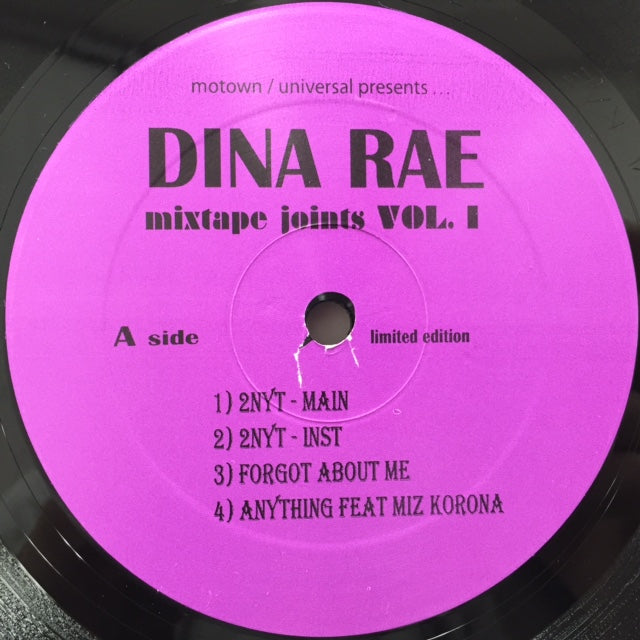 motown / universal presents ...
DINA RAE
mixtape joints VOL. I
A side
limited edition
1) 2NYT - MAIN
2) 2NYT - INST
3) FORGOT ABOUT ME
4) ANYTHING FEAT MIZ KORONA